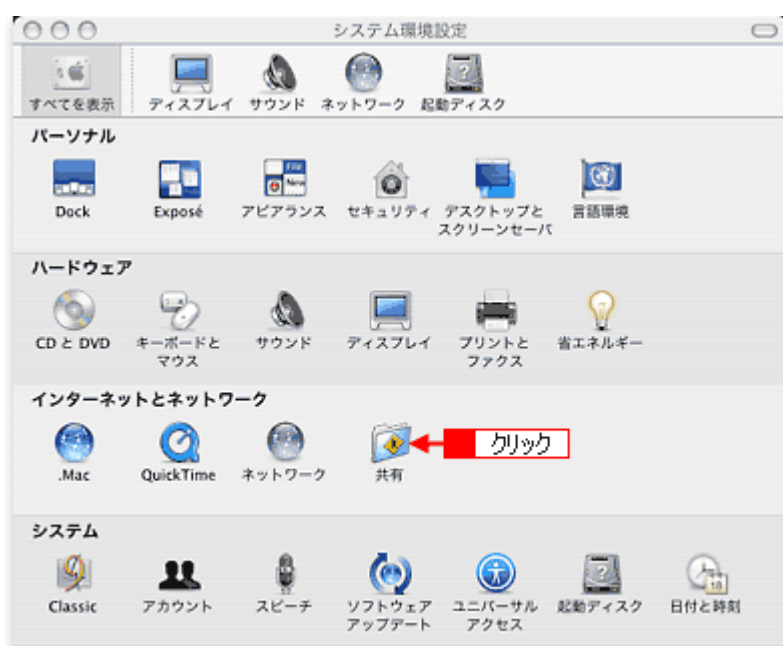 システム環境設定
すべてを表示 ディスプレイ サウンド ネットワーク 起動ディスク
パーソナル
Dock Exposé アピアランス セキュリティ デスクトップと 言語環境
スクリーンセーバ
ハードウェア
CD と DVD キーボードと サウンド ディスプレイ プリントと 省エネルギー
マウス ファクス
インターネットとネットワーク
クリック
.Mac QuickTime ネットワーク 共有
システム
Classic アカウント スピーチ ソフトウェア ユニバーサル 起動ディスク 日付と時刻
アップデート アクセス